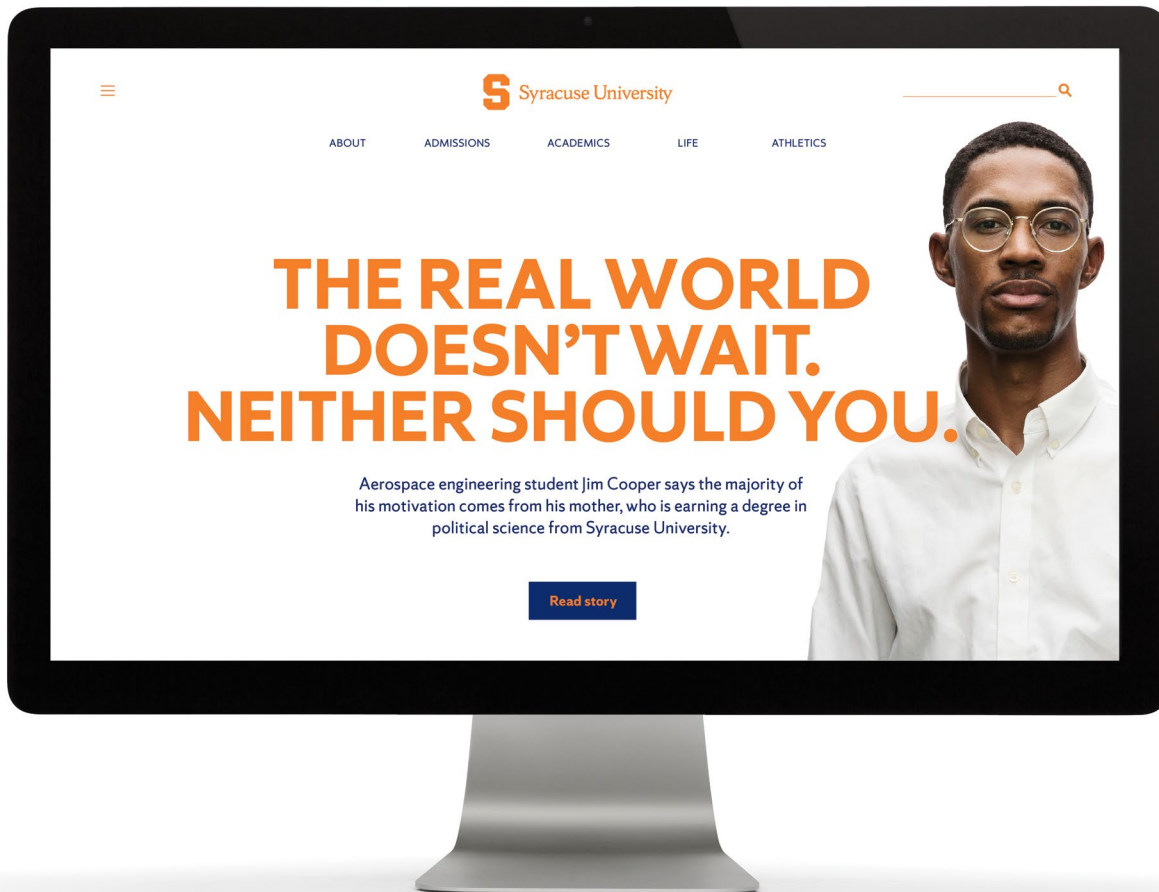 S Syracuse University
ABOUT ADMISSIONS ACADEMICS LIFE ATHLETICS
THE REAL WORLD
DOESN’T WAIT.
NEITHER SHOULD YOU.
Aerospace engineering student Jim Cooper says the majority of
his motivation comes from his mother, who is earning a degree in
political science from Syracuse University.
Read story